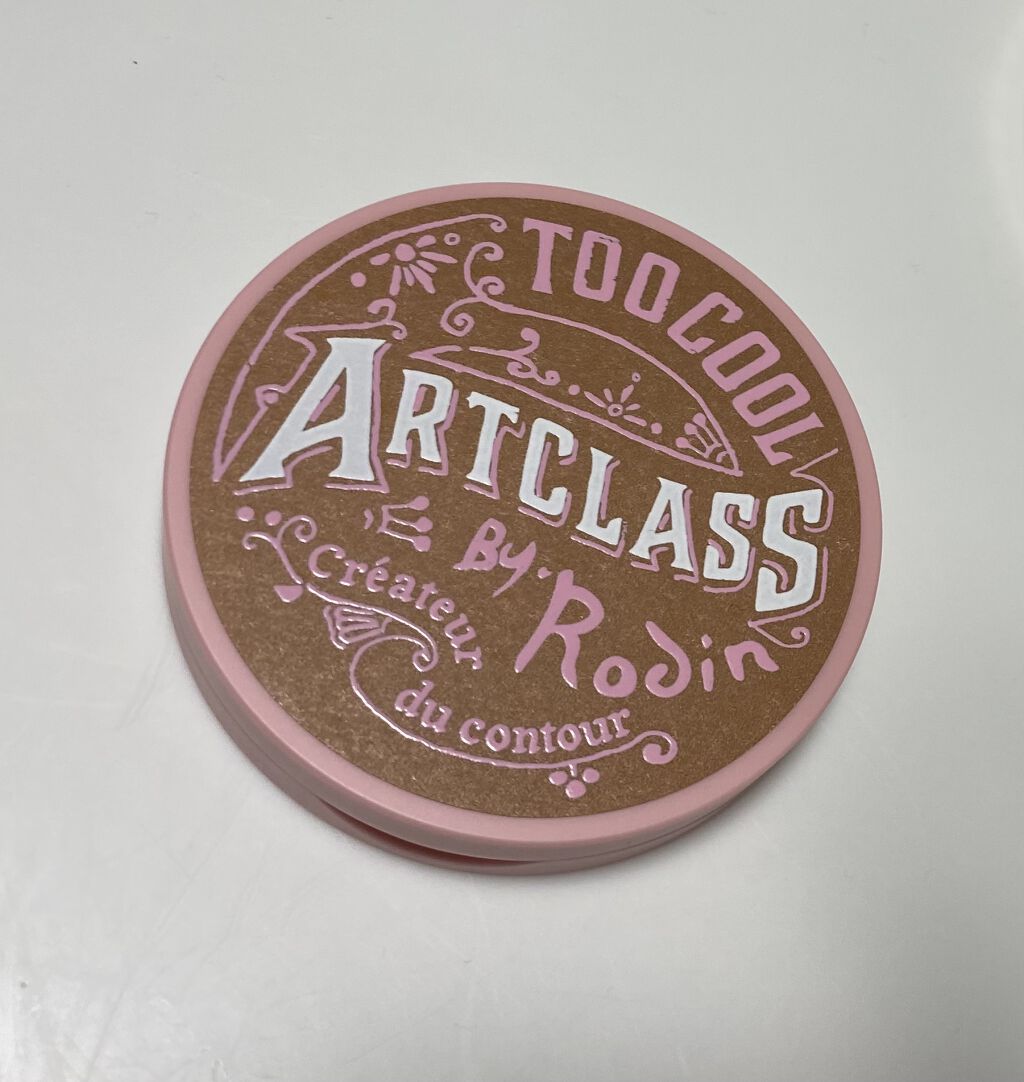 TOO COOL
ARTCLASS
By. Rodin
Créateur
du contour